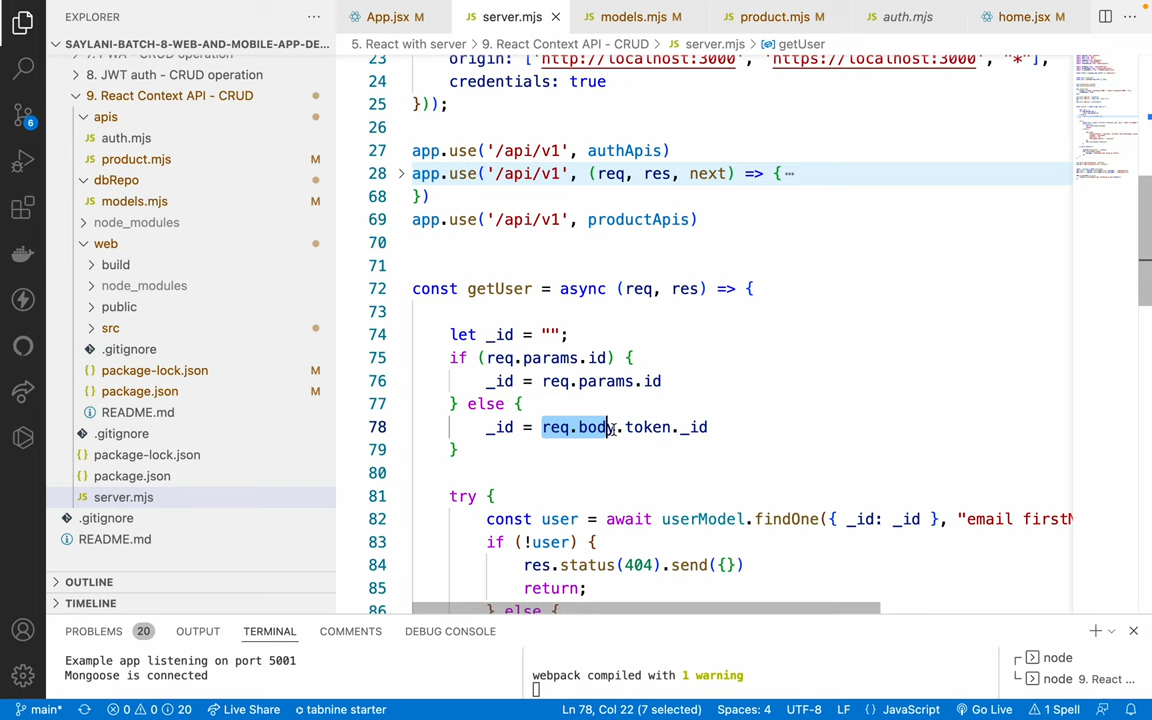 EXPLORER
App.jsx M
server.mjs
models.mjs M
product.mjs M
auth.mjs
home.jsx M
SAYLANI-BATCH-8-WEB-AND-MOBILE-APP-DE...
8. JWT auth - CRUD operation
9. React Context API - CRUD
apis
auth.mjs
product.mjs M
dbRepo
models.mjs M
node_modules
web
build
node_modules
public
src
.gitignore
package-lock.json M
package.json M
README.md
.gitignore
package-lock.json
package.json
server.mjs
.gitignore
README.md
OUTLINE
TIMELINE
5. React with server > 9. React Context API - CRUD > server.mjs > getUser
23 origin: ['http://localhost:3000', 'https://localhost:3000', "*"],
24 credentials: true
25 }));
26
27 app.use('/api/v1', authApis)
28 app.use('/api/v1', (req, res, next) => {⋯
68 })
69 app.use('/api/v1', productApis)
70
71
72 const getUser = async (req, res) => {
73
74 let _id = "";
75 if (req.params.id) {
76 _id = req.params.id
77 } else {
78 _id = req.body.token._id
79 }
80
81 try {
82 const user = await userModel.findOne({ _id: _id }, "email firstN
83 if (!user) {
84 res.status(404).send({})
85 return;
86 } else {
PROBLEMS 20 OUTPUT TERMINAL COMMENTS DEBUG CONSOLE
Example app listening on port 5001
Mongoose is connected
webpack compiled with 1 warning
node
node 9. React ...
6
main* 0 0 20 Live Share tabnine starter Ln 78, Col 22 (7 selected) Spaces: 4 UTF-8 LF {} JavaScript Go Live 1 Spell